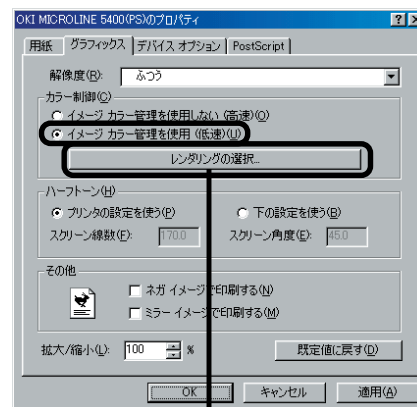 OKI MICROLINE 5400(PS)のプロパティ
用紙 グラフィックス デバイス オプション PostScript
解像度(R): ふつう
カラー制御(C)
イメージ カラー管理を使用しない (高速)(O)
イメージ カラー管理を使用 (低速)(U)
レンダリングの選択...
ハーフトーン(H)
プリンタの設定を使う(P) 下の設定を使う(B)
スクリーン線数(F): 170.0 スクリーン角度(E): 45.0
その他
ネガ イメージで印刷する(N)
ミラー イメージで印刷する(M)
拡大/縮小(L): 100 % 既定値に戻す(D)
OK キャンセル 適用(A)